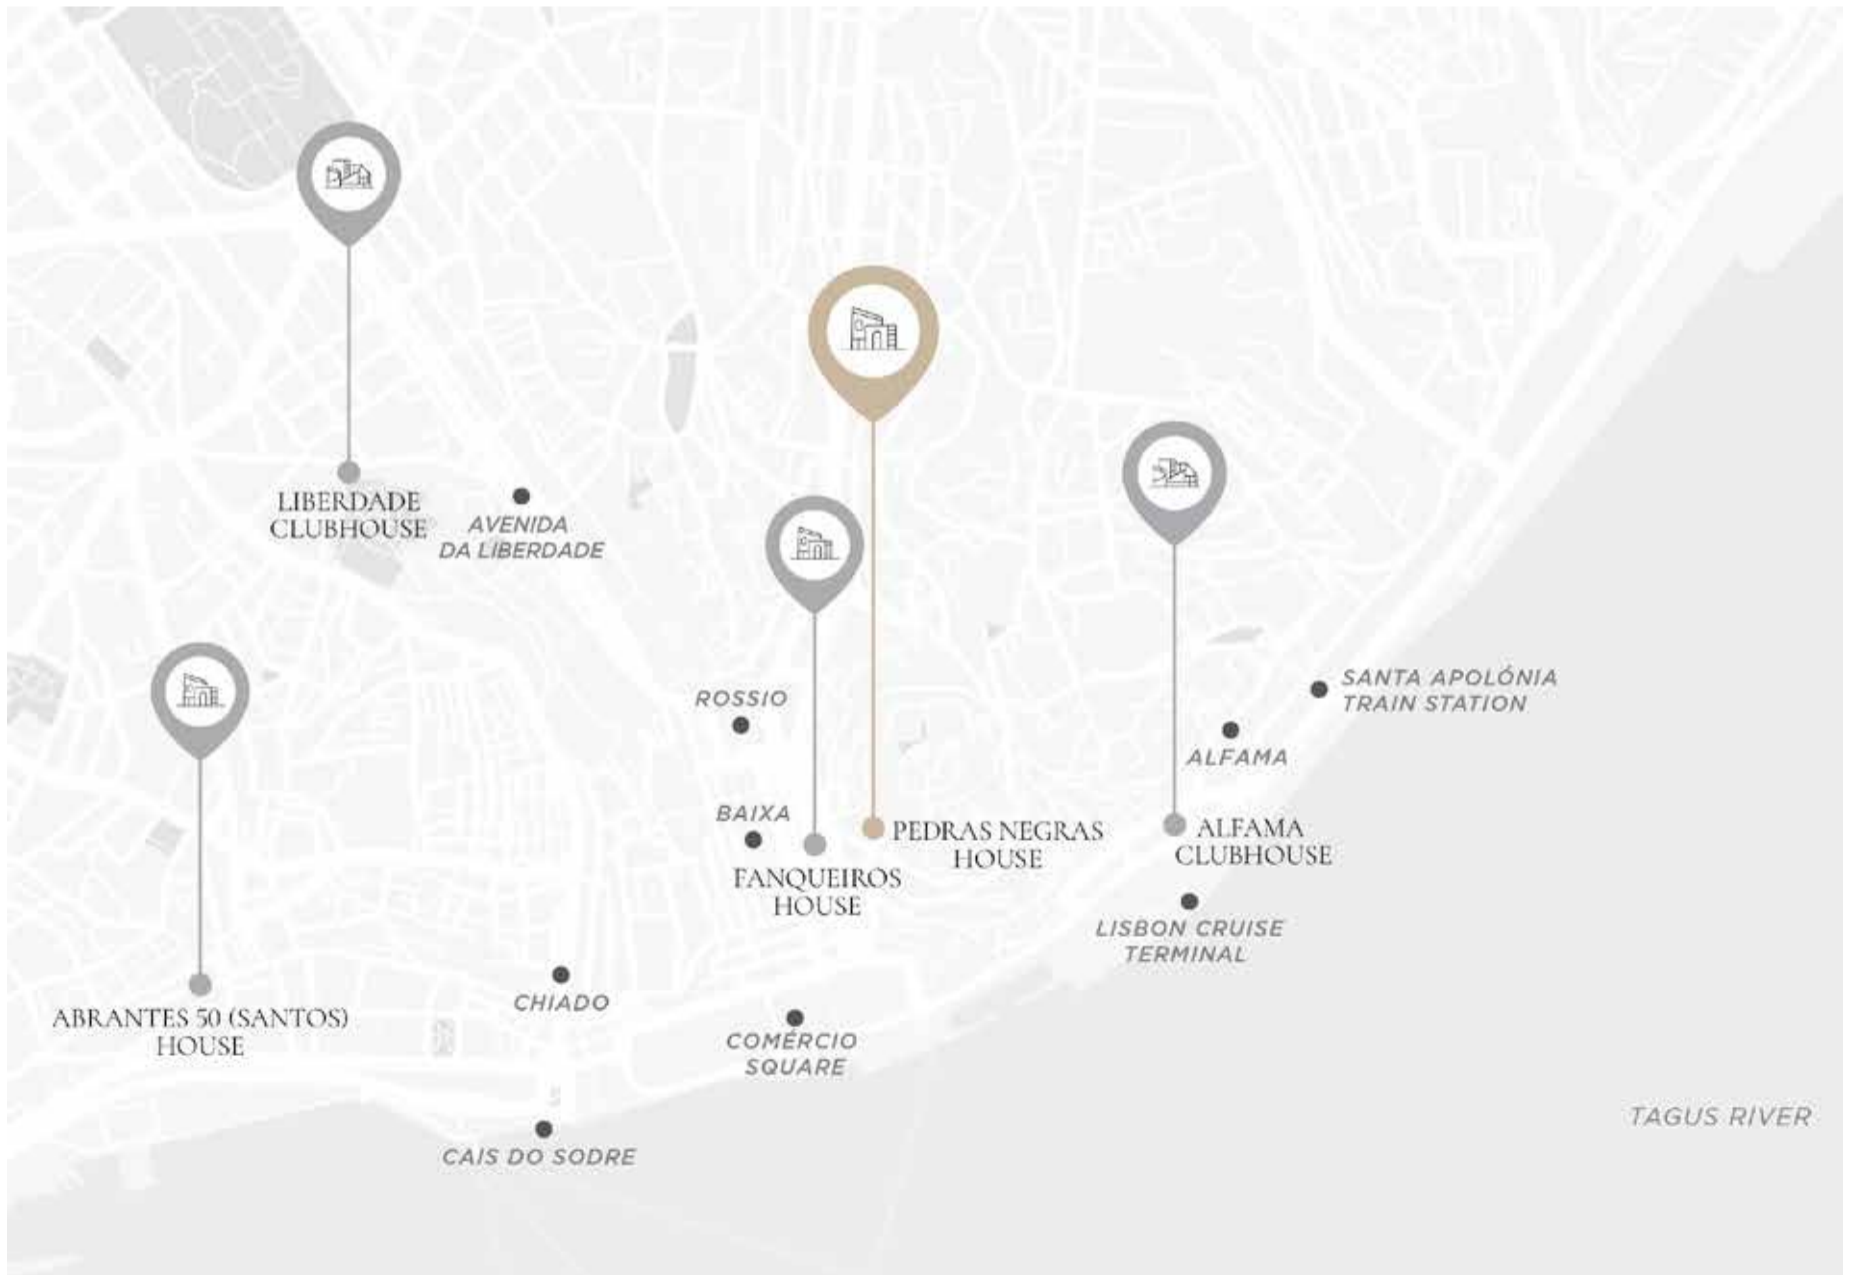 LIBERDADE
CLUBHOUSE
AVENIDA
DA LIBERDADE
ROSSIO
SANTA APOLÓNIA
TRAIN STATION
ALFAMA
BAIXA
PEDRAS NEGRAS
HOUSE
ALFAMA
CLUBHOUSE
FANQUEIROS
HOUSE
LISBON CRUISE
TERMINAL
CHIADO
ABRANTES 50 (SANTOS)
HOUSE
COMÉRCIO
SQUARE
TAGUS RIVER
CAIS DO SODRE